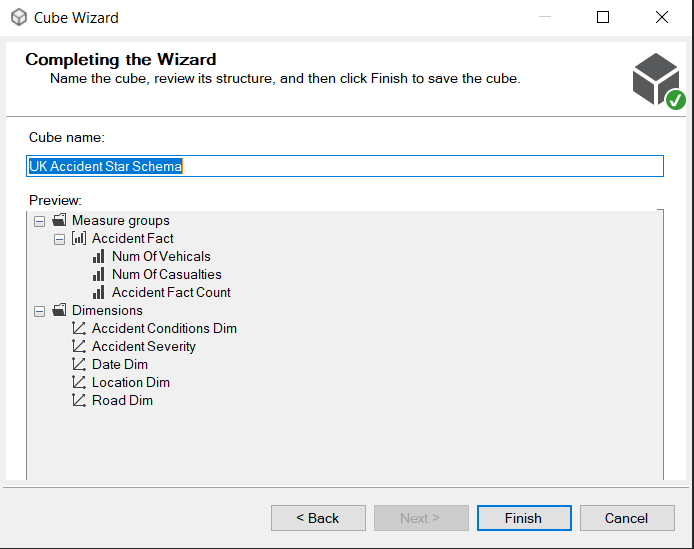 Cube Wizard
Completing the Wizard
Name the cube, review its structure, and then click Finish to save the cube.
Cube name:
UK Accident Star Schema
Preview:
Measure groups
Accident Fact
Num Of Vehicals
Num Of Casualties
Accident Fact Count
Dimensions
Accident Conditions Dim
Accident Severity
Date Dim
Location Dim
Road Dim
< Back
Next >
Finish
Cancel